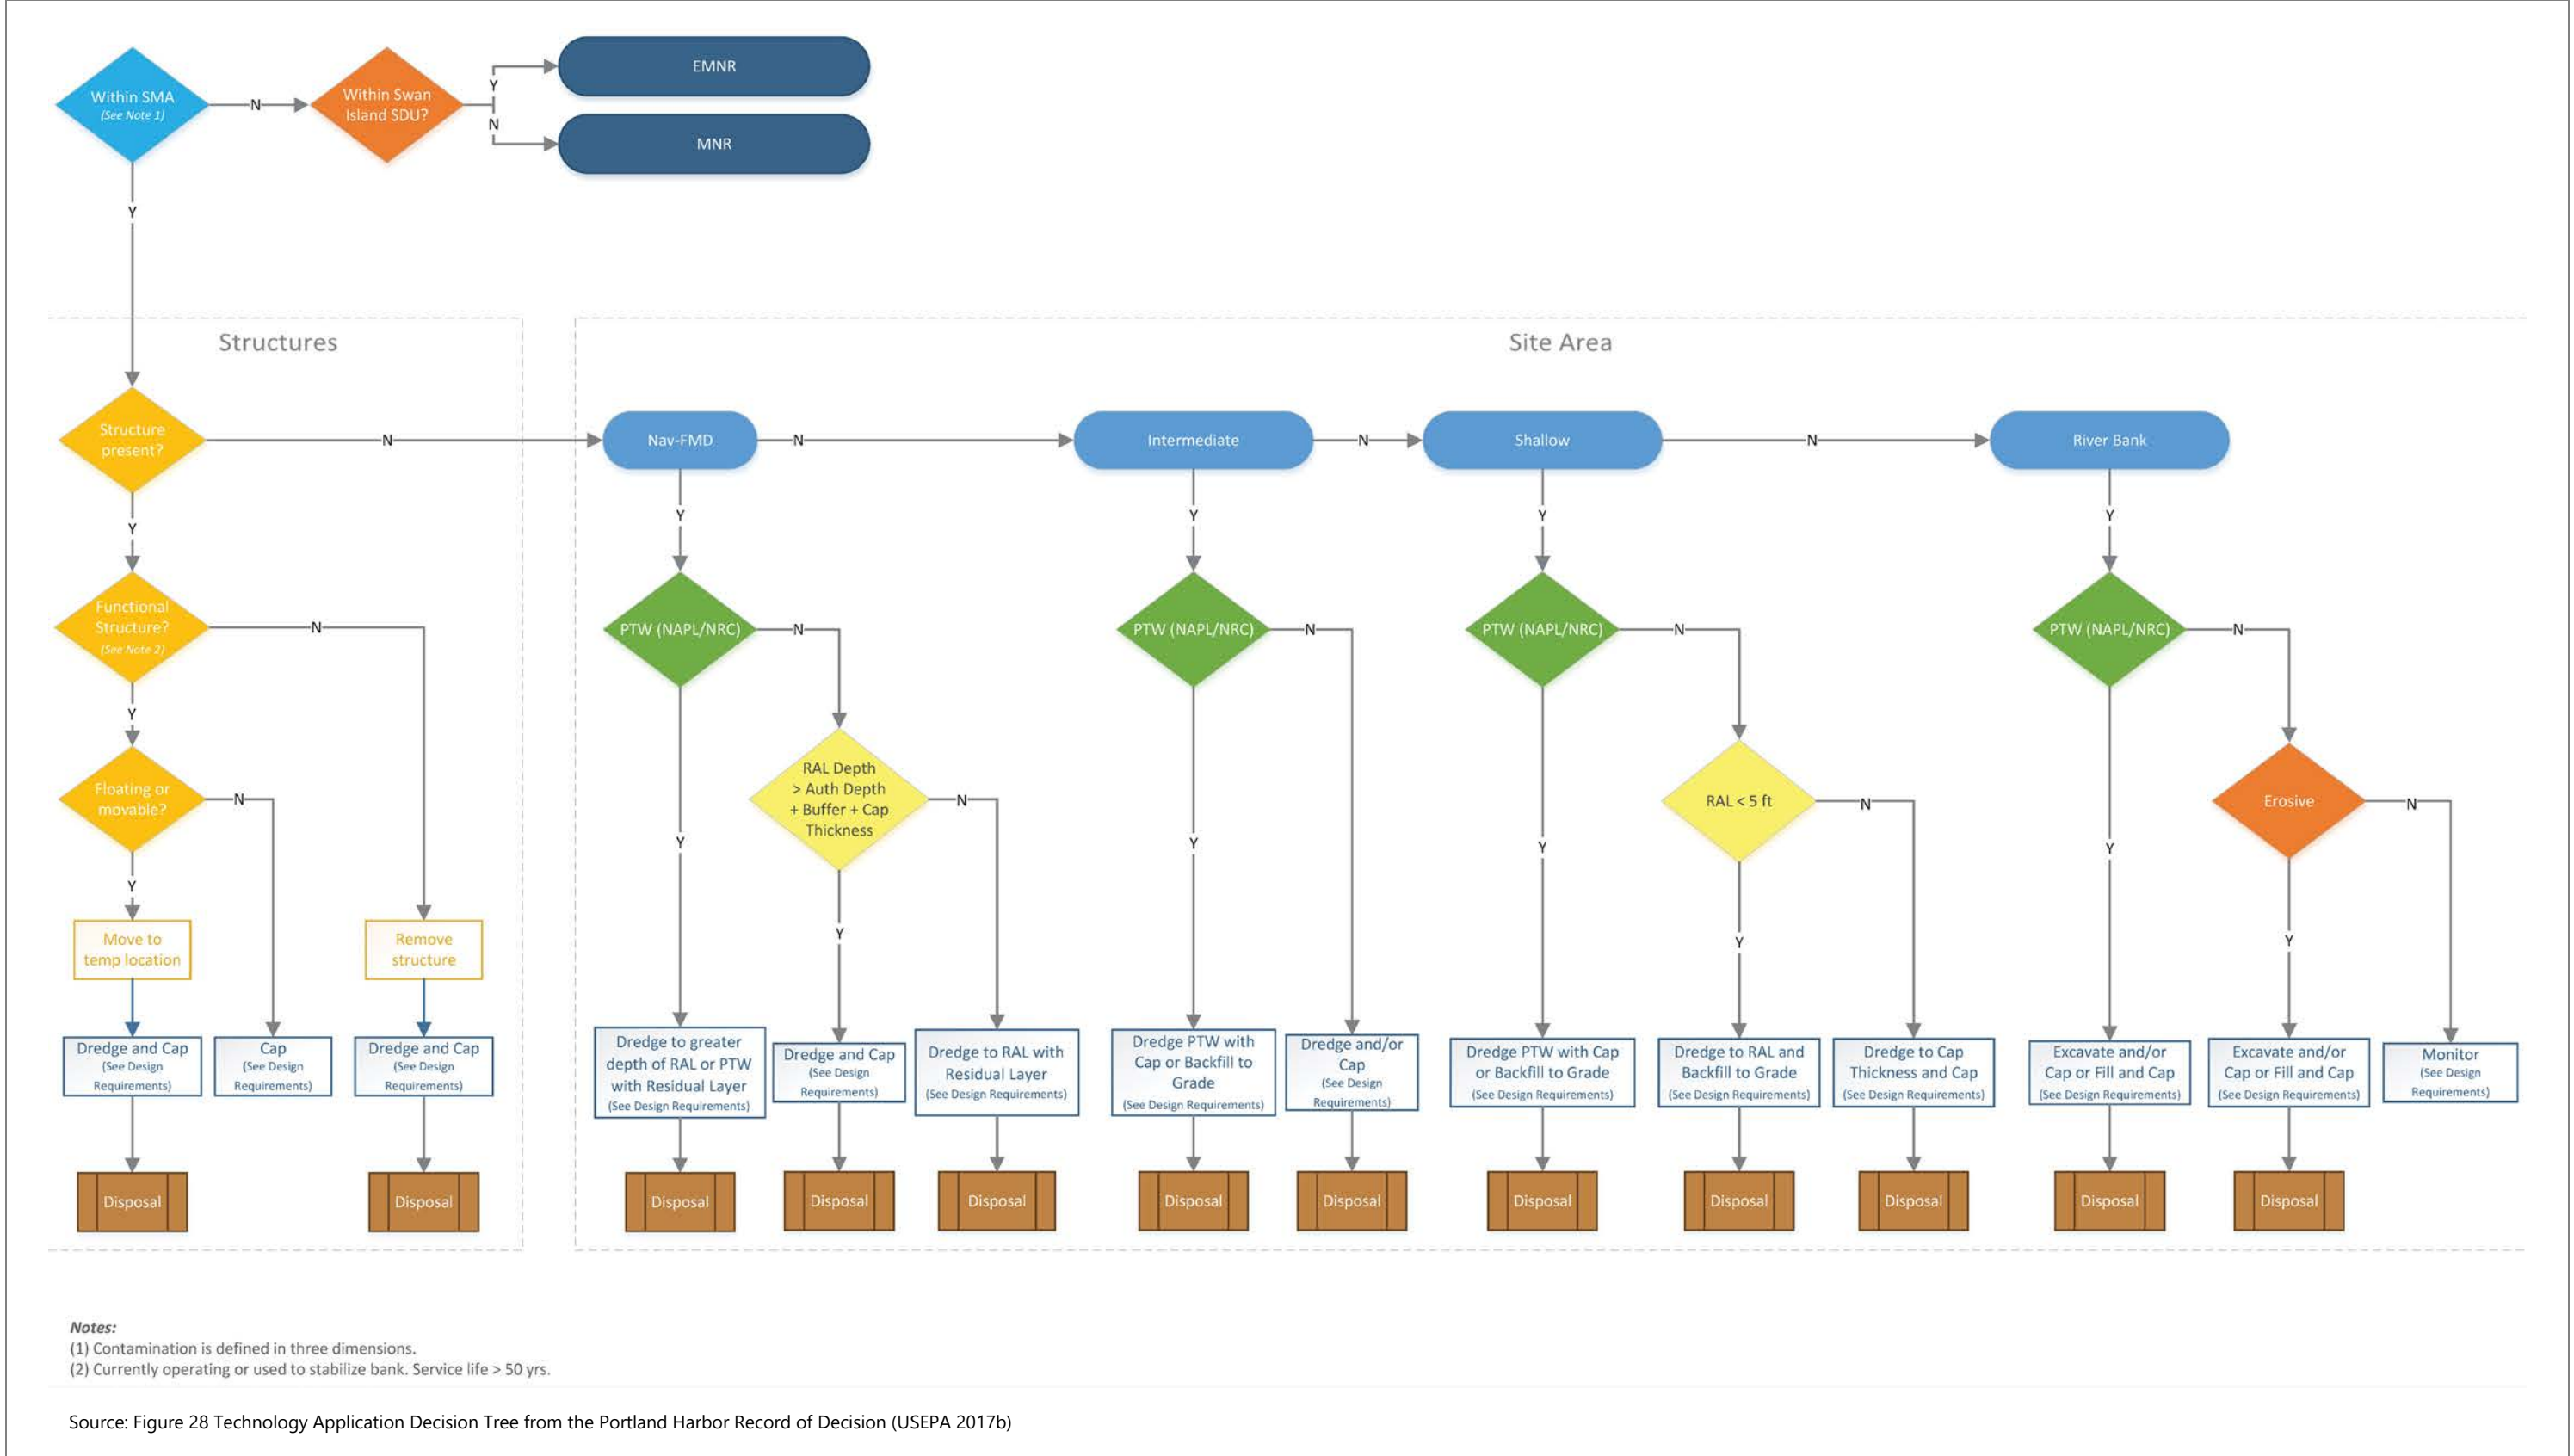 Within SMA
(See Note 1)
N
Within Swan
Island SDU?
Y
N
EMNR
MNR
Y
Structures
Site Area
Structure
present?
N
Nav-FMD
N
Intermediate
N
Shallow
N
River Bank
Y
Y
Y
Y
Y
Functional
Structure?
(See Note 2)
N
PTW (NAPL/NRC)
N
PTW (NAPL/NRC)
N
PTW (NAPL/NRC)
N
PTW (NAPL/NRC)
N
Y
Floating or
movable?
N
RAL Depth
> Auth Depth
+ Buffer + Cap
Thickness
N
RAL < 5 ft
N
Erosive
N
Y
Y
Y
Y
Y
Y
Y
Y
Move to
temp location
Remove
structure
Dredge and Cap
(See Design
Requirements)
Cap
(See Design
Requirements)
Dredge and Cap
(See Design
Requirements)
Dredge to greater
depth of RAL or PTW
with Residual Layer
(See Design Requirements)
Dredge and Cap
(See Design
Requirements)
Dredge to RAL with
Residual Layer
(See Design Requirements)
Dredge PTW with
Cap or Backfill to
Grade
(See Design Requirements)
Dredge and/or
Cap
(See Design
Requirements)
Dredge PTW with Cap
or Backfill to Grade
(See Design Requirements)
Dredge to RAL and
Backfill to Grade
(See Design Requirements)
Dredge to Cap
Thickness and Cap
(See Design Requirements)
Excavate and/or
Cap or Fill and Cap
(See Design Requirements)
Excavate and/or
Cap or Fill and Cap
(See Design Requirements)
Monitor
(See Design
Requirements)
Disposal
Disposal
Disposal
Disposal
Disposal
Disposal
Disposal
Disposal
Disposal
Disposal
Disposal
Disposal
Notes:
(1) Contamination is defined in three dimensions.
(2) Currently operating or used to stabilize bank. Service life > 50 yrs.
Source: Figure 28 Technology Application Decision Tree from the Portland Harbor Record of Decision (USEPA 2017b)